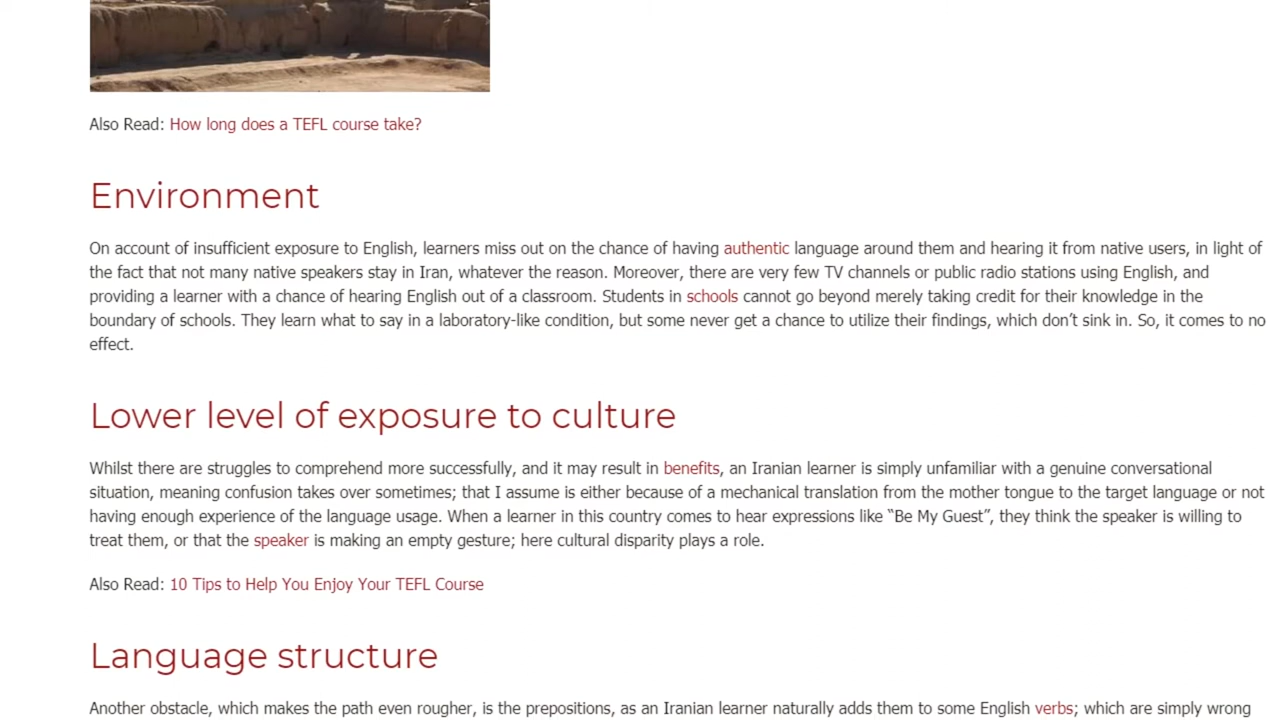 Also Read: How long does a TEFL course take?
Environment
On account of insufficient exposure to English, learners miss out on the chance of having authentic language around them and hearing it from native users, in light of
the fact that not many native speakers stay in Iran, whatever the reason. Moreover, there are very few TV channels or public radio stations using English, and
providing a learner with a chance of hearing English out of a classroom. Students in schools cannot go beyond merely taking credit for their knowledge in the
boundary of schools. They learn what to say in a laboratory-like condition, but some never get a chance to utilize their findings, which don’t sink in. So, it comes to no
effect.
Lower level of exposure to culture
Whilst there are struggles to comprehend more successfully, and it may result in benefits, an Iranian learner is simply unfamiliar with a genuine conversational
situation, meaning confusion takes over sometimes; that I assume is either because of a mechanical translation from the mother tongue to the target language or not
having enough experience of the language usage. When a learner in this country comes to hear expressions like “Be My Guest”, they think the speaker is willing to
treat them, or that the speaker is making an empty gesture; here cultural disparity plays a role.
Also Read: 10 Tips to Help You Enjoy Your TEFL Course
Language structure
Another obstacle, which makes the path even rougher, is the prepositions, as an Iranian learner naturally adds them to some English verbs; which are simply wrong